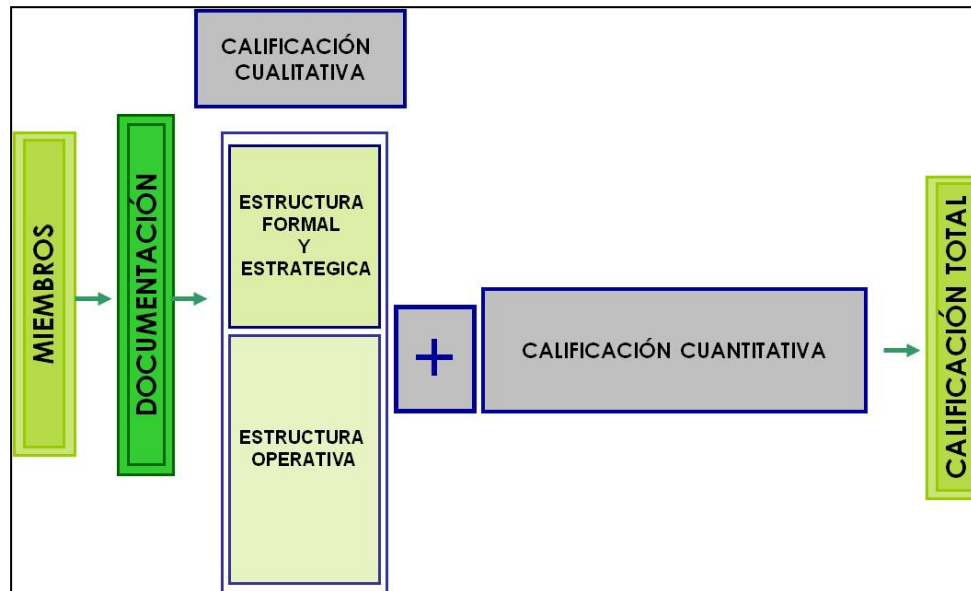 CALIFICACIÓN
CUALITATIVA
MIEMBROS
DOCUMENTACIÓN
ESTRUCTURA
FORMAL
Y
ESTRATEGICA
ESTRUCTURA
OPERATIVA
+
CALIFICACIÓN CUANTITATIVA
CALIFICACIÓN TOTAL